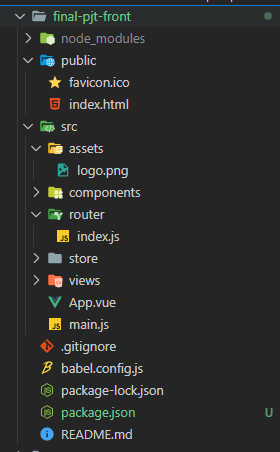 final-pjt-front
node_modules
public
favicon.ico
index.html
src
assets
logo.png
components
router
JS index.js
store
views
App.vue
JS main.js
.gitignore
babel.config.js
package-lock.json
package.json U
README.md